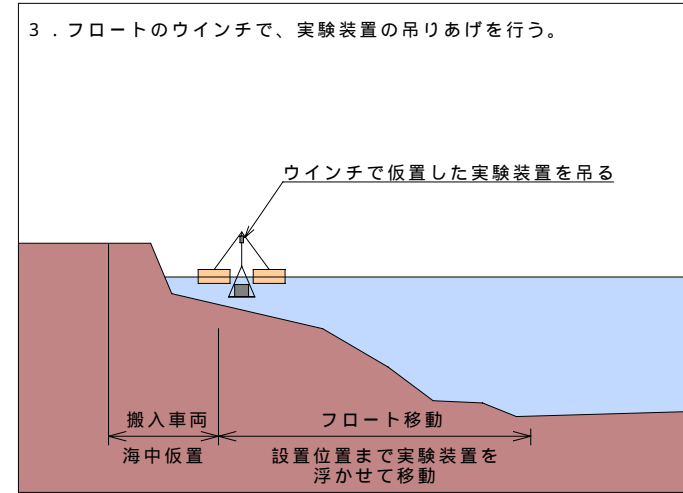 3．フロートのウインチで、実験装置の吊りあげを行う。
ウインチで仮置した実験装置を吊る
搬入車両
フロート移動
海中仮置
設置位置まで実験装置を
浮かせて移動